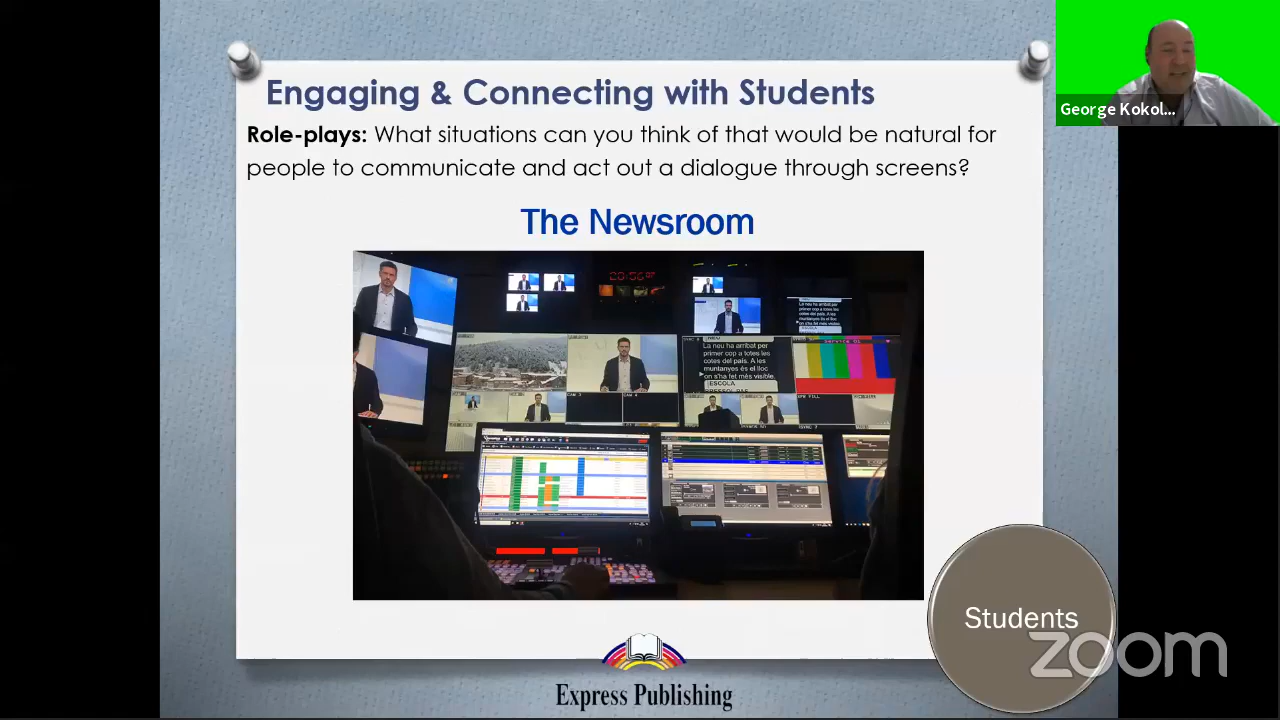 Engaging & Connecting with Students
George Kokol...
Role-plays: What situations can you think of that would be natural for
people to communicate and act out a dialogue through screens?
The Newsroom
La neu ha arribat per
primer cop a totes les
cotes del país. A les
muntanyes és el lloc
on s'ha fet més visible.
ESCOLA
Students
zoom
Express Publishing